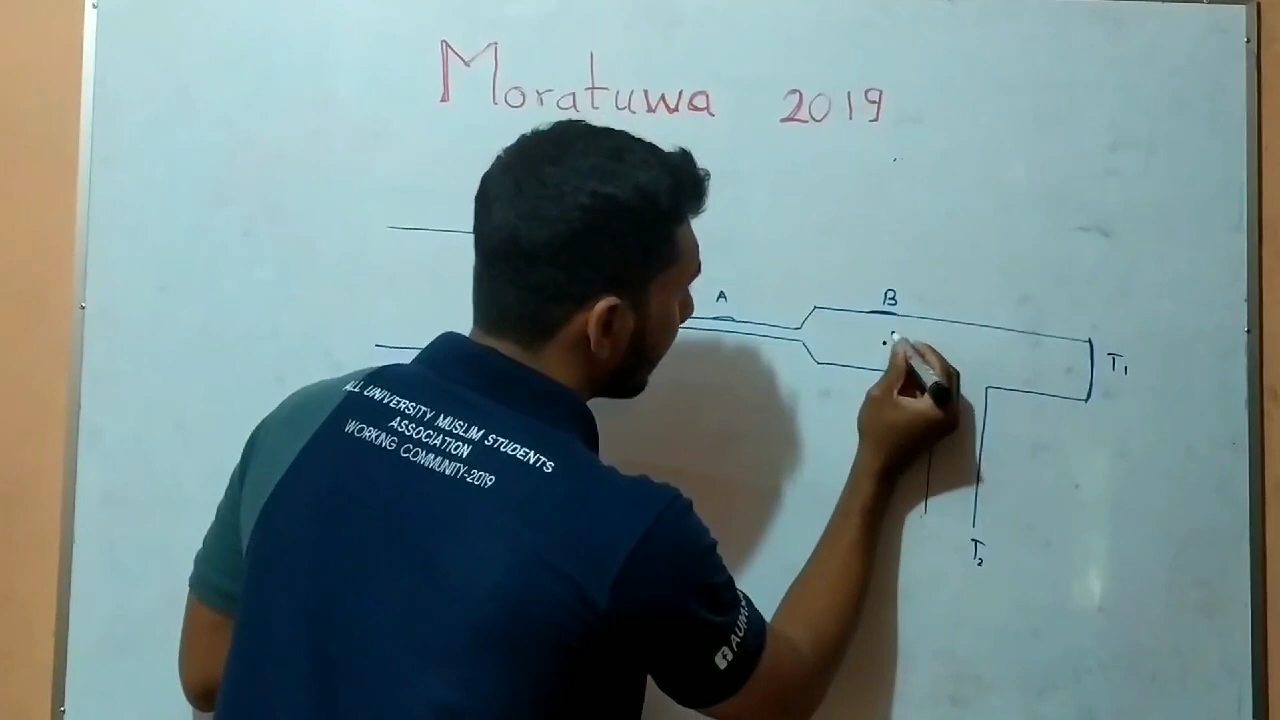 Moratuwa 2019
A
B
T₁
T₂
ALL UNIVERSITY MUSLIM STUDENTS
ASSOCIATION
WORKING COMMUNITY-2019